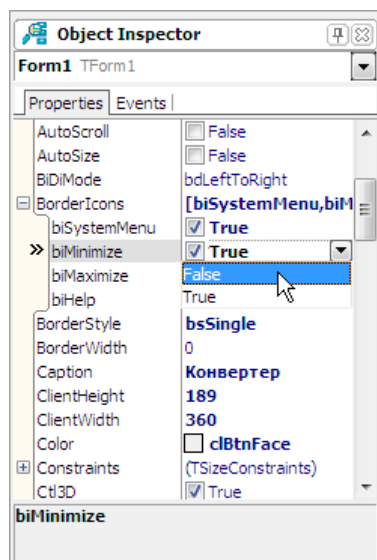 Object Inspector
Form1 TForm1
Properties Events
AutoScroll False
AutoSize False
BiDiMode bdLeftToRight
BorderIcons [biSystemMenu,biM
biSystemMenu True
biMinimize True
biMaximize False
biHelp True
BorderStyle bsSingle
BorderWidth 0
Caption Конвертер
ClientHeight 189
ClientWidth 360
Color clBtnFace
Constraints (TSizeConstraints)
Ctl3D True
biMinimize